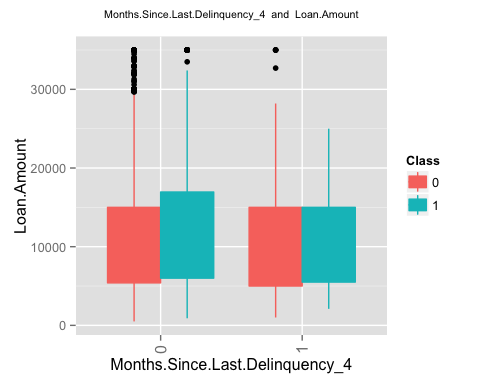 Months.Since.Last.Delinquency_4 and Loan.Amount
Loan.Amount
30000
20000
10000
0
0
1
Months.Since.Last.Delinquency_4
Class
0
1